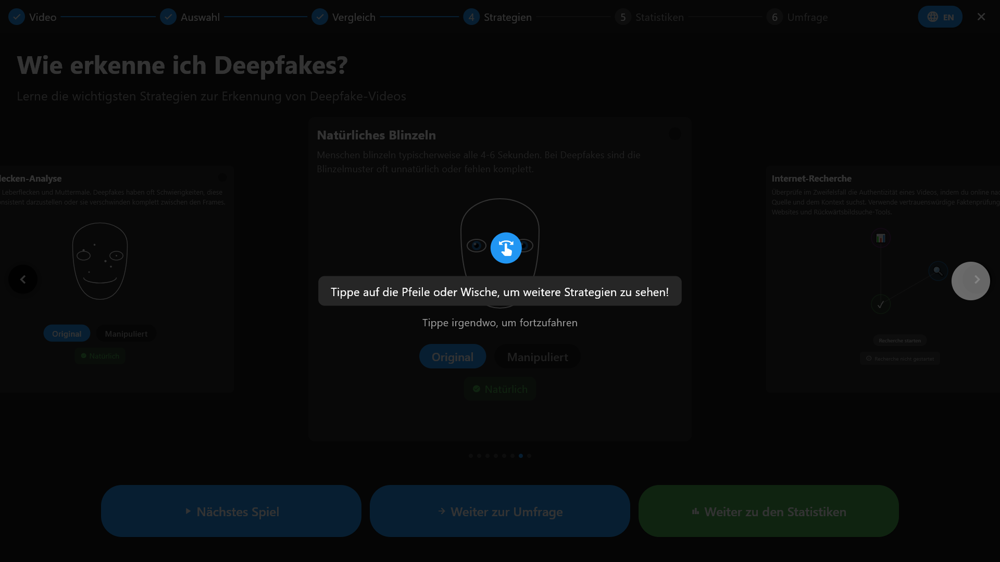 Video
Auswahl
Vergleich
4 Strategien
5 Statistiken
6 Umfrage
EN
Wie erkenne ich Deepfakes?
Lerne die wichtigsten Strategien zur Erkennung von Deepfake-Videos
Natürliches Blinzeln
Menschen blinzeln typischerweise alle 4-6 Sekunden. Bei Deepfakes sind die
Blinzelmuster oft unnatürlich oder fehlen komplett.
ecken-Analyse
Leberflecken und Muttermale. Deepfakes haben oft Schwierigkeiten, diese
darzustellen oder sie verschwinden komplett zwischen den Frames.
Original
Manipuliert
Natürlich
Internet-Recherche
Überprüfe im Zweifelsfall die Authentizität eines Videos, indem du online
Quelle und dem Kontext suchst. Verwende vertrauenswürdige Faktenprüfung
Websites und Rückwärtsbildsuche-Tools.
Recherche starten
Recherche nicht gestartet
Tippe auf die Pfeile oder Wische, um weitere Strategien zu sehen!
Tippe irgendwo, um fortzufahren
Original
Manipuliert
Natürlich
Nächstes Spiel
Weiter zur Umfrage
Weiter zu den Statistiken